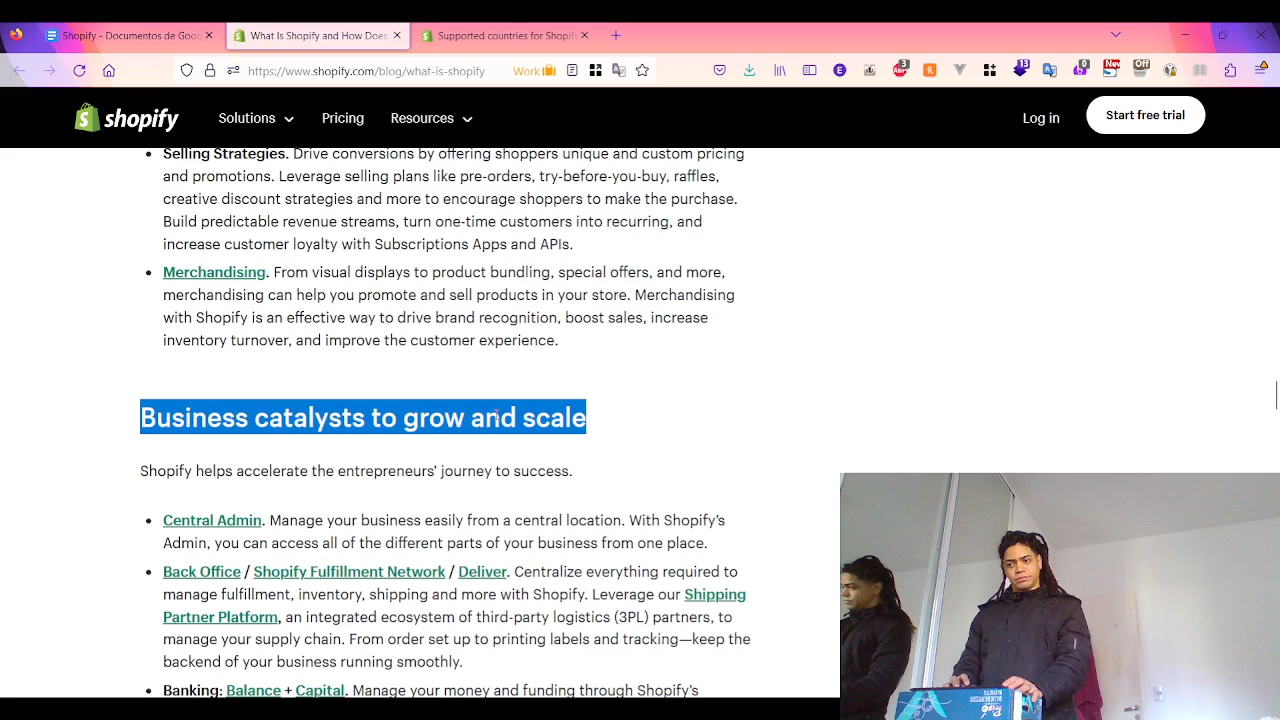 Shopify - Documentos de Goog
What Is Shopify and How Does
Supported countries for Shopify
https://www.shopify.com/blog/what-is-shopify
Work
3
13
0
New
Off
shopify
Solutions
Pricing
Resources
Log in
Start free trial
Selling Strategies. Drive conversions by offering shoppers unique and custom pricing
and promotions. Leverage selling plans like pre-orders, try-before-you-buy, raffles,
creative discount strategies and more to encourage shoppers to make the purchase.
Build predictable revenue streams, turn one-time customers into recurring, and
increase customer loyalty with Subscriptions Apps and APIs.
Merchandising. From visual displays to product bundling, special offers, and more,
merchandising can help you promote and sell products in your store. Merchandising
with Shopify is an effective way to drive brand recognition, boost sales, increase
inventory turnover, and improve the customer experience.
Business catalysts to grow and scale
Shopify helps accelerate the entrepreneurs' journey to success.
Central Admin. Manage your business easily from a central location. With Shopify's
Admin, you can access all of the different parts of your business from one place.
Back Office / Shopify Fulfillment Network / Deliver. Centralize everything required to
manage fulfillment, inventory, shipping and more with Shopify. Leverage our Shipping
Partner Platform, an integrated ecosystem of third-party logistics (3PL) partners, to
manage your supply chain. From order set up to printing labels and tracking—keep the
backend of your business running smoothly.
Banking: Balance + Capital. Manage your money and funding through Shopify's